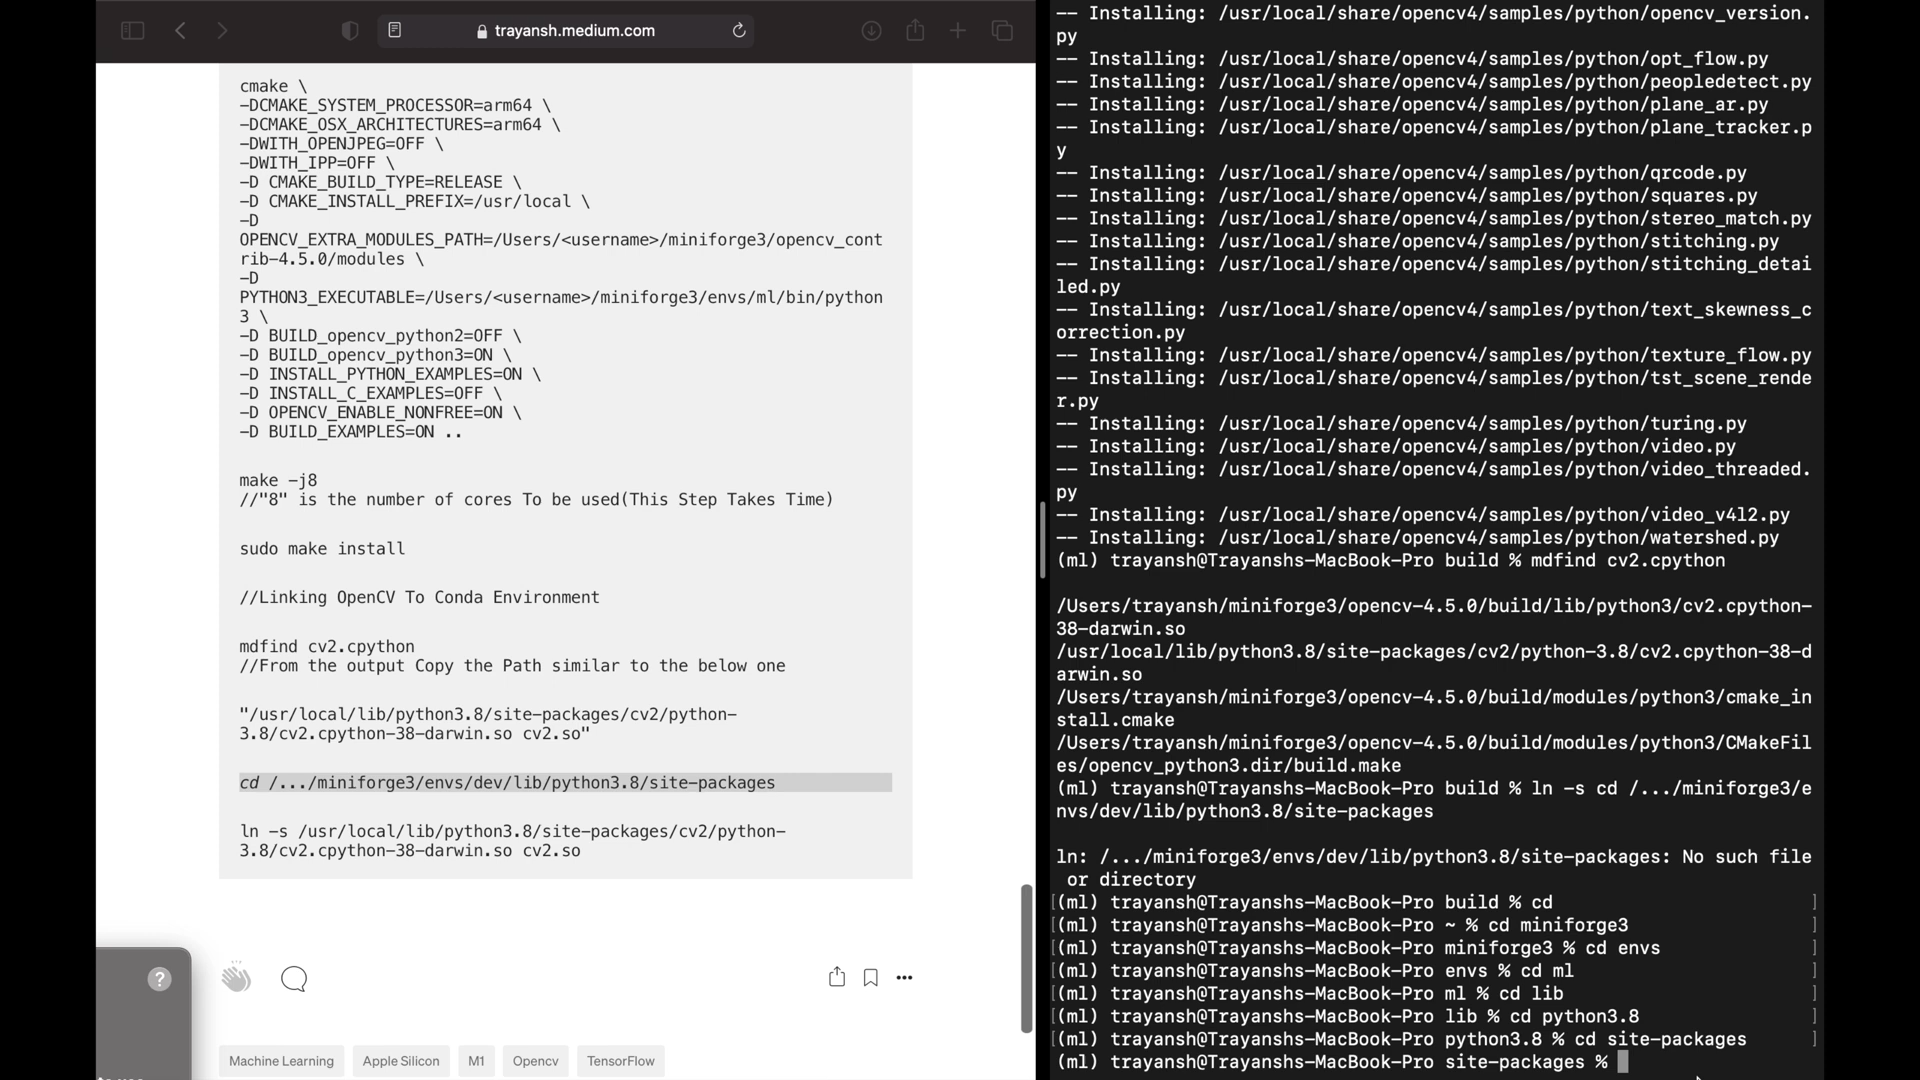 trayansh.medium.com
cmake \
-DCMAKE_SYSTEM_PROCESSOR=arm64 \
-DCMAKE_OSX_ARCHITECTURES=arm64 \
-DWITH_OPENJPEG=OFF \
-DWITH_IPP=OFF \
-D CMAKE_BUILD_TYPE=RELEASE \
-D CMAKE_INSTALL_PREFIX=/usr/local \
-D
OPENCV_EXTRA_MODULES_PATH=/Users/<username>/miniforge3/opencv_cont
rib-4.5.0/modules \
-D
PYTHON3_EXECUTABLE=/Users/<username>/miniforge3/envs/ml/bin/python
3 \
-D BUILD_opencv_python2=OFF \
-D BUILD_opencv_python3=ON \
-D INSTALL_PYTHON_EXAMPLES=ON \
-D INSTALL_C_EXAMPLES=OFF \
-D OPENCV_ENABLE_NONFREE=ON \
-D BUILD_EXAMPLES=ON ..
make -j8
//"8" is the number of cores To be used(This Step Takes Time)
sudo make install
//Linking OpenCV To Conda Environment
mdfind cv2.cpython
//From the output Copy the Path similar to the below one
"/usr/local/lib/python3.8/site-packages/cv2/python-
3.8/cv2.cpython-38-darwin.so cv2.so"
cd /.../miniforge3/envs/dev/lib/python3.8/site-packages
ln -s /usr/local/lib/python3.8/site-packages/cv2/python-
3.8/cv2.cpython-38-darwin.so cv2.so
?
Machine Learning
Apple Silicon
M1
Opencv
TensorFlow
-- Installing: /usr/local/share/opencv4/samples/python/opencv_version.
py
-- Installing: /usr/local/share/opencv4/samples/python/opt_flow.py
-- Installing: /usr/local/share/opencv4/samples/python/peopledetect.py
-- Installing: /usr/local/share/opencv4/samples/python/plane_ar.py
-- Installing: /usr/local/share/opencv4/samples/python/plane_tracker.p
y
-- Installing: /usr/local/share/opencv4/samples/python/qrcode.py
-- Installing: /usr/local/share/opencv4/samples/python/squares.py
-- Installing: /usr/local/share/opencv4/samples/python/stereo_match.py
-- Installing: /usr/local/share/opencv4/samples/python/stitching.py
-- Installing: /usr/local/share/opencv4/samples/python/stitching_detai
led.py
-- Installing: /usr/local/share/opencv4/samples/python/text_skewness_c
orrection.py
-- Installing: /usr/local/share/opencv4/samples/python/texture_flow.py
-- Installing: /usr/local/share/opencv4/samples/python/tst_scene_rende
r.py
-- Installing: /usr/local/share/opencv4/samples/python/turing.py
-- Installing: /usr/local/share/opencv4/samples/python/video.py
-- Installing: /usr/local/share/opencv4/samples/python/video_threaded.
py
-- Installing: /usr/local/share/opencv4/samples/python/video_v4l2.py
-- Installing: /usr/local/share/opencv4/samples/python/watershed.py
(ml) trayansh@Trayanshs-MacBook-Pro build % mdfind cv2.cpython
/Users/trayansh/miniforge3/opencv-4.5.0/build/lib/python3/cv2.cpython-
38-darwin.so
/usr/local/lib/python3.8/site-packages/cv2/python-3.8/cv2.cpython-38-d
arwin.so
/Users/trayansh/miniforge3/opencv-4.5.0/build/modules/python3/cmake_in
stall.cmake
/Users/trayansh/miniforge3/opencv-4.5.0/build/modules/python3/CMakeFil
es/opencv_python3.dir/build.make
(ml) trayansh@Trayanshs-MacBook-Pro build % ln -s cd /.../miniforge3/e
nvs/dev/lib/python3.8/site-packages
ln: /.../miniforge3/envs/dev/lib/python3.8/site-packages: No such file
or directory
[(ml) trayansh@Trayanshs-MacBook-Pro build % cd ]
[(ml) trayansh@Trayanshs-MacBook-Pro ~ % cd miniforge3 ]
[(ml) trayansh@Trayanshs-MacBook-Pro miniforge3 % cd envs ]
[(ml) trayansh@Trayanshs-MacBook-Pro envs % cd ml ]
[(ml) trayansh@Trayanshs-MacBook-Pro ml % cd lib ]
[(ml) trayansh@Trayanshs-MacBook-Pro lib % cd python3.8 ]
[(ml) trayansh@Trayanshs-MacBook-Pro python3.8 % cd site-packages ]
(ml) trayansh@Trayanshs-MacBook-Pro site-packages %